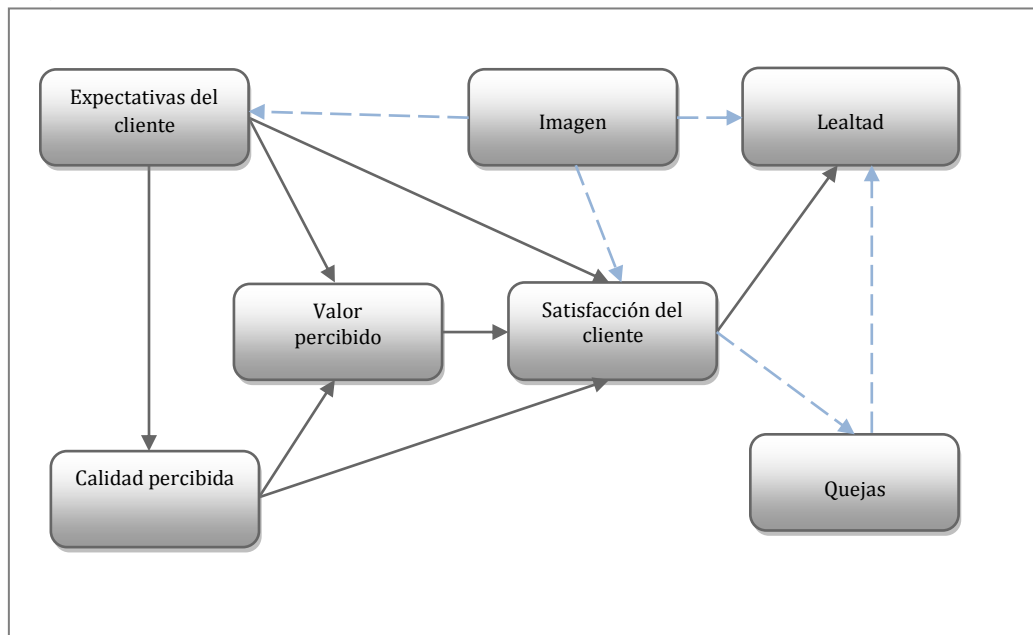 Expectativas del
cliente
Imagen
Lealtad
Valor
percibido
Satisfacción del
cliente
Calidad percibida
Quejas